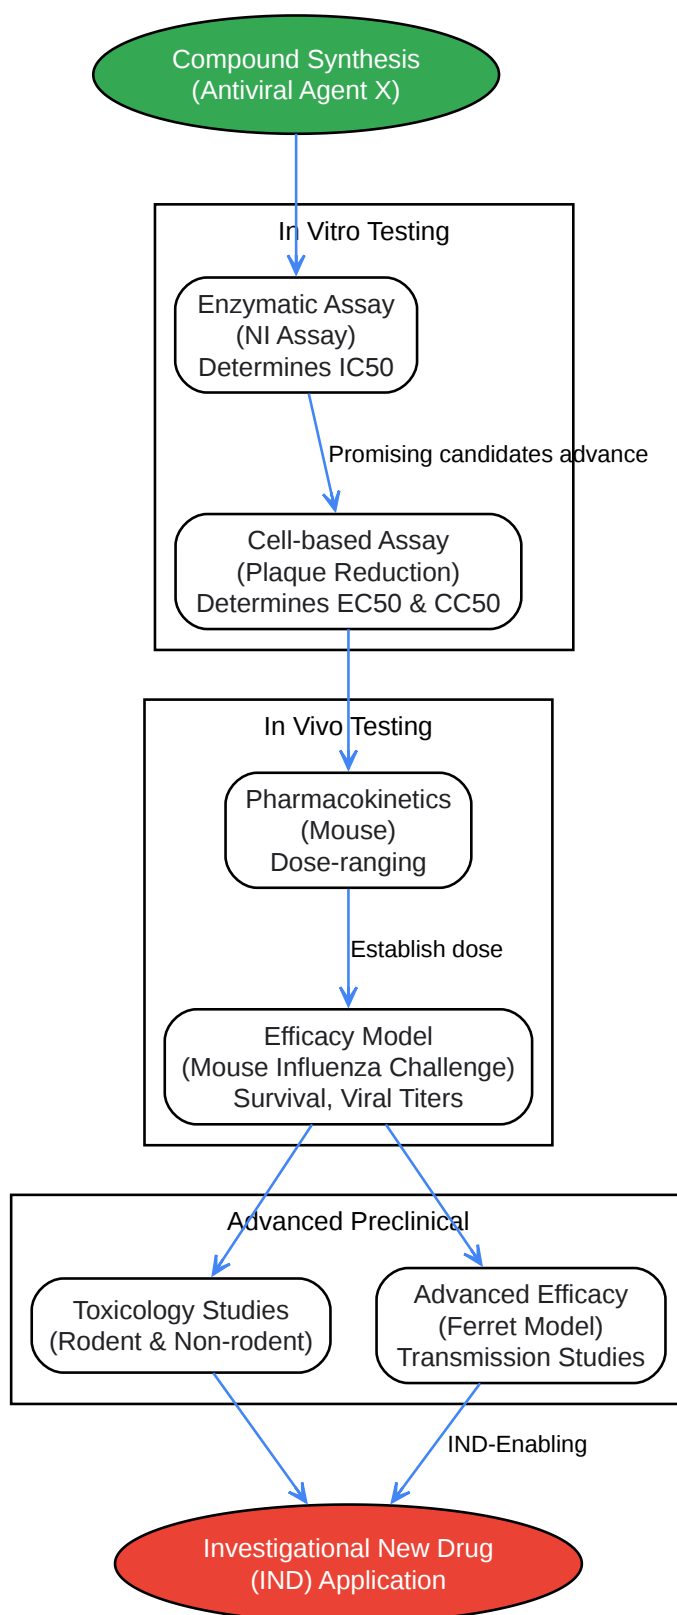 Compound Synthesis
(Antiviral Agent X)
In Vitro Testing
Enzymatic Assay
(NI Assay)
Determines IC50
Promising candidates advance
Cell-based Assay
(Plaque Reduction)
Determines EC50 & CC50
In Vivo Testing
Pharmacokinetics
(Mouse)
Dose-ranging
Establish dose
Efficacy Model
(Mouse Influenza Challenge)
Survival, Viral Titers
Advanced Preclinical
Toxicology Studies
(Rodent & Non-rodent)
Advanced Efficacy
(Ferret Model)
Transmission Studies
IND-Enabling
Investigational New Drug
(IND) Application